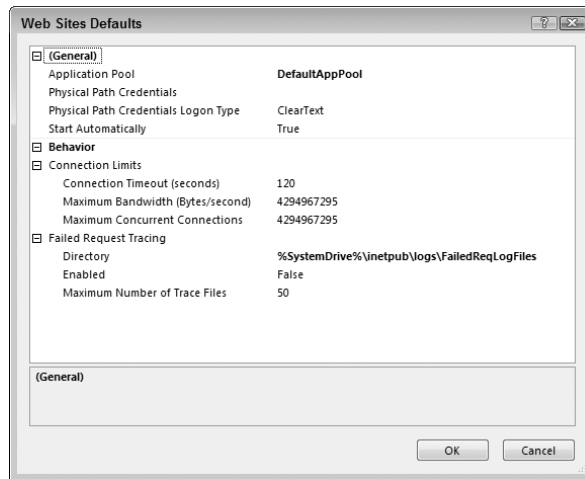 Web Sites Defaults
(General)
Application Pool DefaultAppPool
Physical Path Credentials
Physical Path Credentials Logon Type ClearText
Start Automatically True
Behavior
Connection Limits
Connection Timeout (seconds) 120
Maximum Bandwidth (Bytes/second) 4294967295
Maximum Concurrent Connections 4294967295
Failed Request Tracing
Directory %SystemDrive%\inetpub\logs\FailedReqLogFiles
Enabled False
Maximum Number of Trace Files 50
(General)
OK Cancel